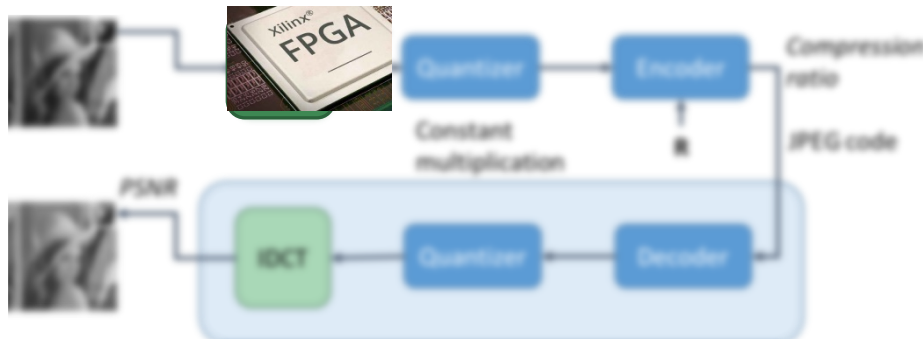 Xilinx®
FPGA
Quantizer
Encoder
Compression
ratio
Constant
multiplication
R
JPEG code
PSNR
IDCT
Quantizer
Decoder